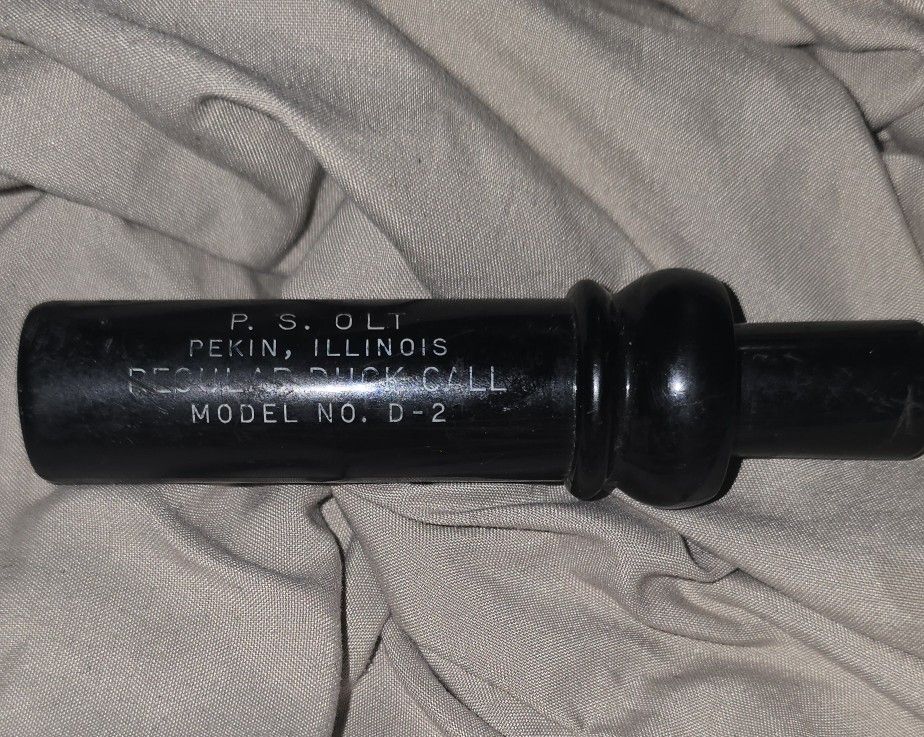 P. S. OLT
PEKIN, ILLINOIS
REGULAR DUCK CALL
MODEL NO. D-2